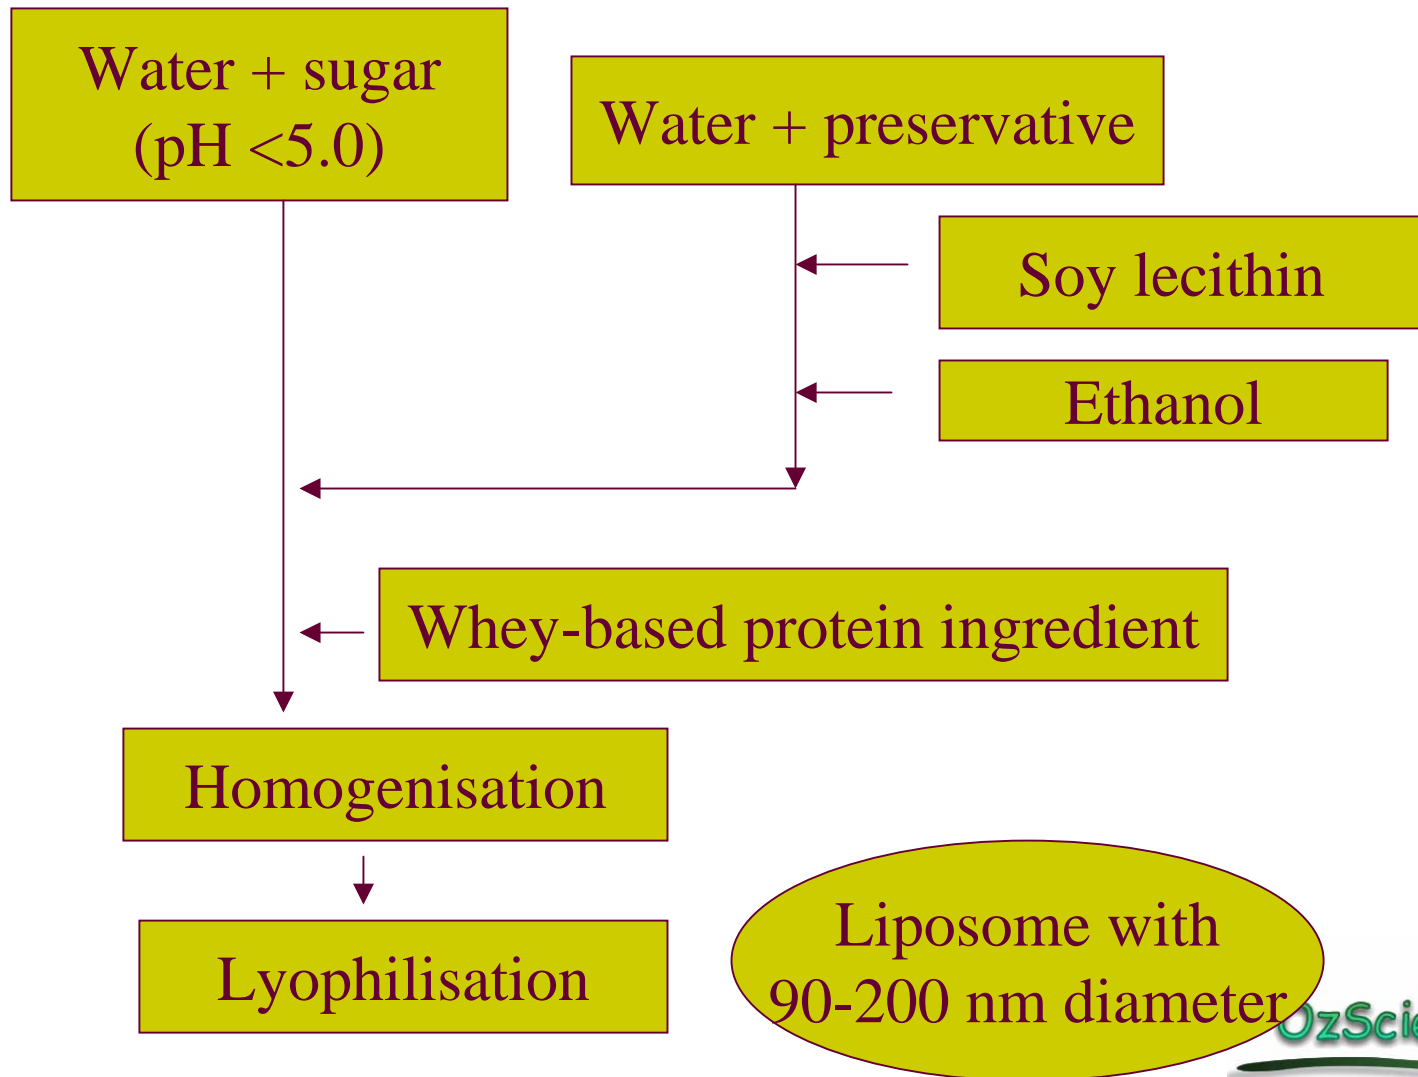 Water + sugar
(pH <5.0)
Water + preservative
Soy lecithin
Ethanol
Whey-based protein ingredient
Homogenisation
Lyophilisation
Liposome with
90-200 nm diameter